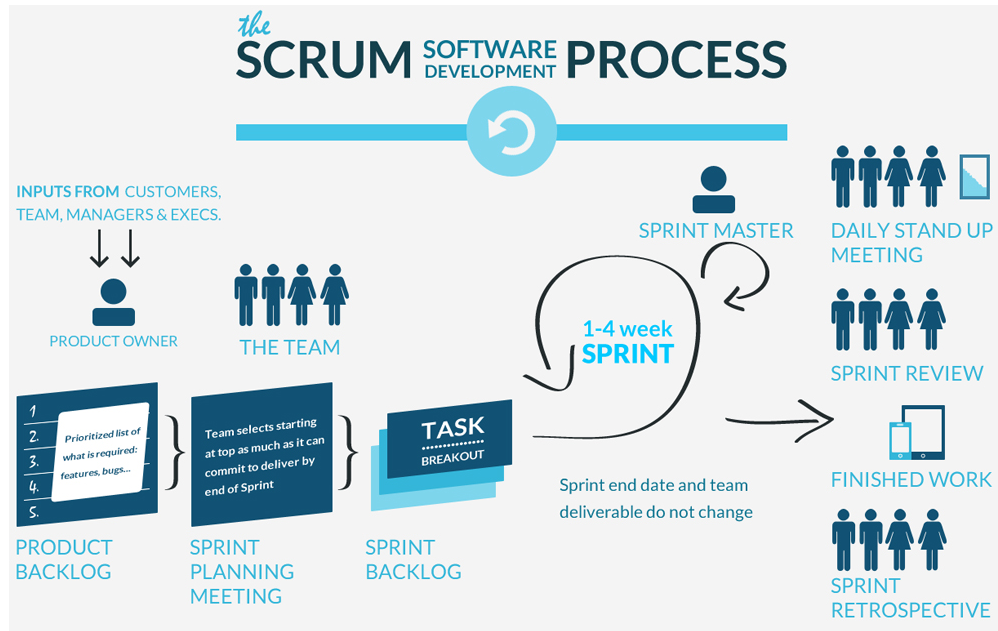 the
SCRUM SOFTWARE DEVELOPMENT PROCESS
INPUTS FROM CUSTOMERS,
TEAM, MANAGERS & EXECS.
PRODUCT OWNER
THE TEAM
1
2.
3.
4.
5.
Prioritized list of
what is required:
features, bugs...
PRODUCT
BACKLOG
Team selects starting
at top as much as it can
commit to deliver by
end of Sprint
SPRINT
PLANNING
MEETING
TASK
BREAKOUT
SPRINT
BACKLOG
1-4 week
SPRINT
SPRINT MASTER
Sprint end date and team
deliverable do not change
DAILY STAND UP
MEETING
SPRINT REVIEW
FINISHED WORK
SPRINT
RETROSPECTIVE